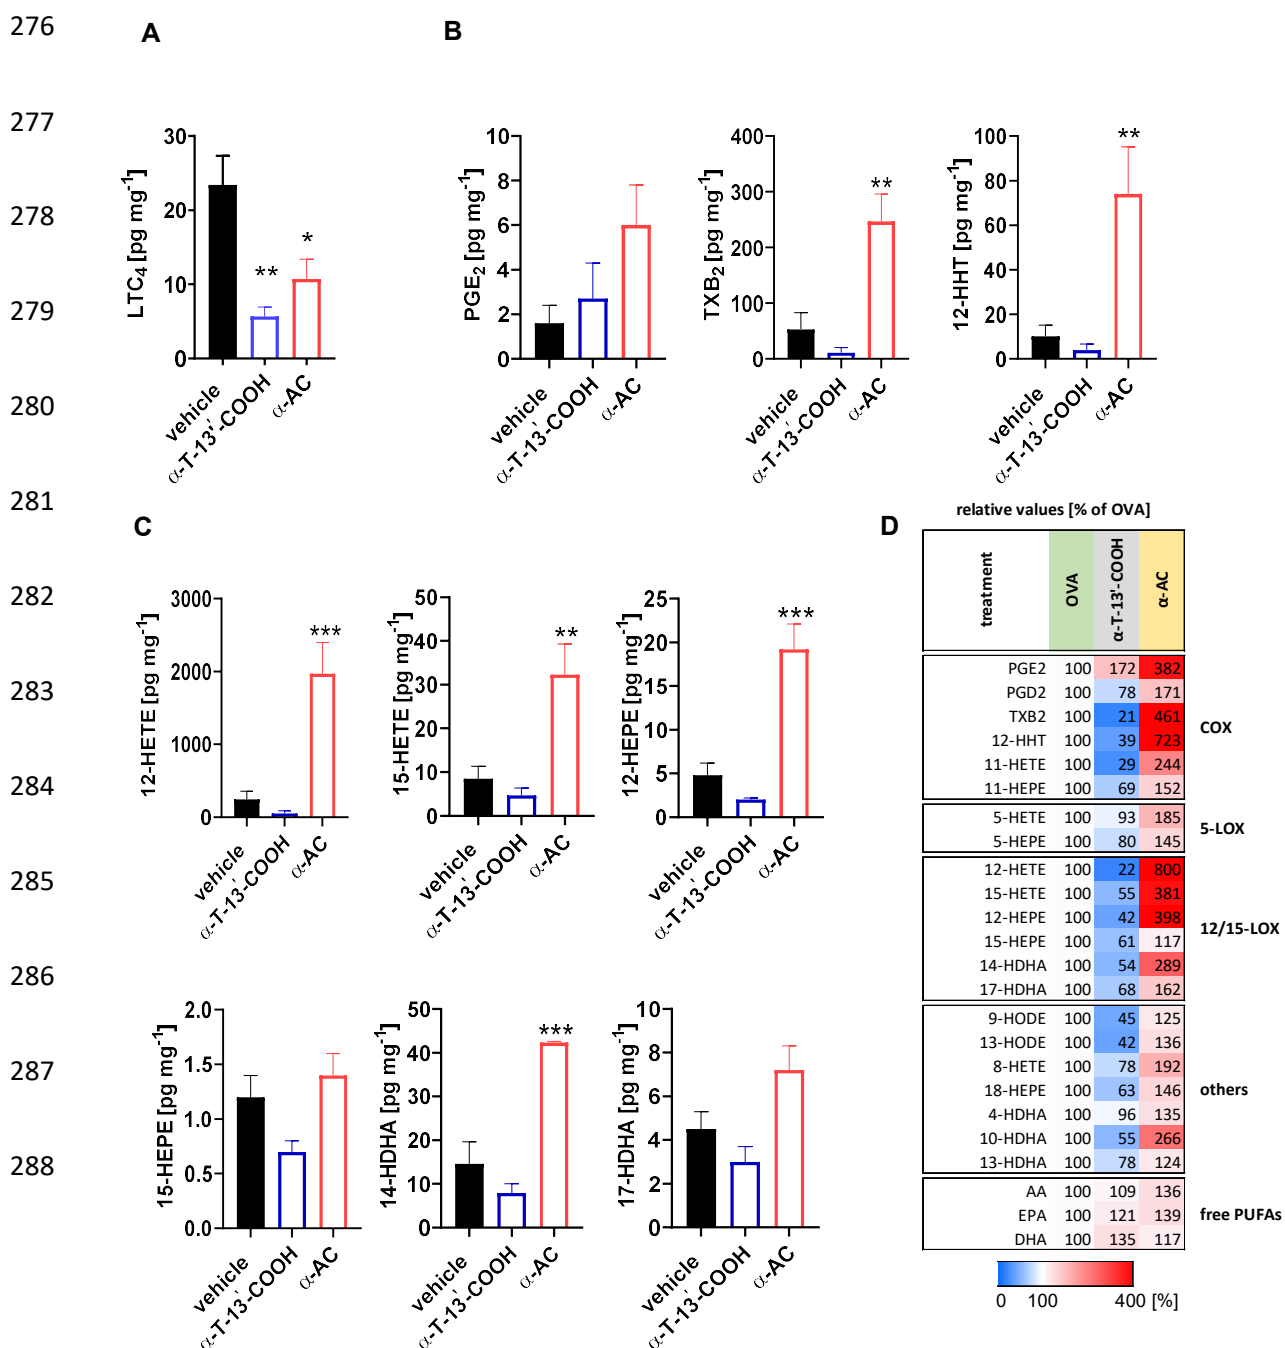 276
277
278
279
280
281
282
283
284
285
286
287
288
A
30
20
10
0
LTC4 [pg mg-1]
**
*
vehicle
α-T-13'-COOH
α-AC
B
10
8
6
4
2
0
PGE2 [pg mg-1]
vehicle
α-T-13'-COOH
α-AC
400
300
200
100
0
TXB2 [pg mg-1]
**
vehicle
α-T-13'-COOH
α-AC
100
80
60
40
20
0
12-HHT [pg mg-1]
**
vehicle
α-T-13'-COOH
α-AC
C
3000
2000
1000
0
12-HETE [pg mg-1]
***
vehicle
α-T-13'-COOH
α-AC
50
40
30
20
10
0
15-HETE [pg mg-1]
**
vehicle
α-T-13'-COOH
α-AC
25
20
15
10
5
0
12-HEPE [pg mg-1]
***
vehicle
α-T-13'-COOH
α-AC
2.0
1.5
1.0
0.5
0.0
15-HEPE [pg mg-1]
vehicle
α-T-13'-COOH
α-AC
50
40
30
20
10
0
14-HDHA [pg mg-1]
***
vehicle
α-T-13'-COOH
α-AC
10
8
6
4
2
0
17-HDHA [pg mg-1]
vehicle
α-T-13'-COOH
α-AC
D
relative values [% of OVA]
treatment OVA α-T-13'-COOH α-AC
PGE2 100 172 382
PGD2 100 78 171
TXB2 100 21 461
12-HHT 100 39 723
11-HETE 100 29 244
11-HEPE 100 69 152
COX
5-HETE 100 93 185
5-HEPE 100 80 145
5-LOX
12-HETE 100 22 800
15-HETE 100 55 381
12-HEPE 100 42 398
15-HEPE 100 61 117
14-HDHA 100 54 289
17-HDHA 100 68 162
12/15-LOX
9-HODE 100 45 125
13-HODE 100 42 136
8-HETE 100 78 192
18-HEPE 100 63 146
4-HDHA 100 96 135
10-HDHA 100 55 266
13-HDHA 100 78 124
others
AA 100 109 136
EPA 100 121 139
DHA 100 135 117
free PUFAs
0 100 400 [%]